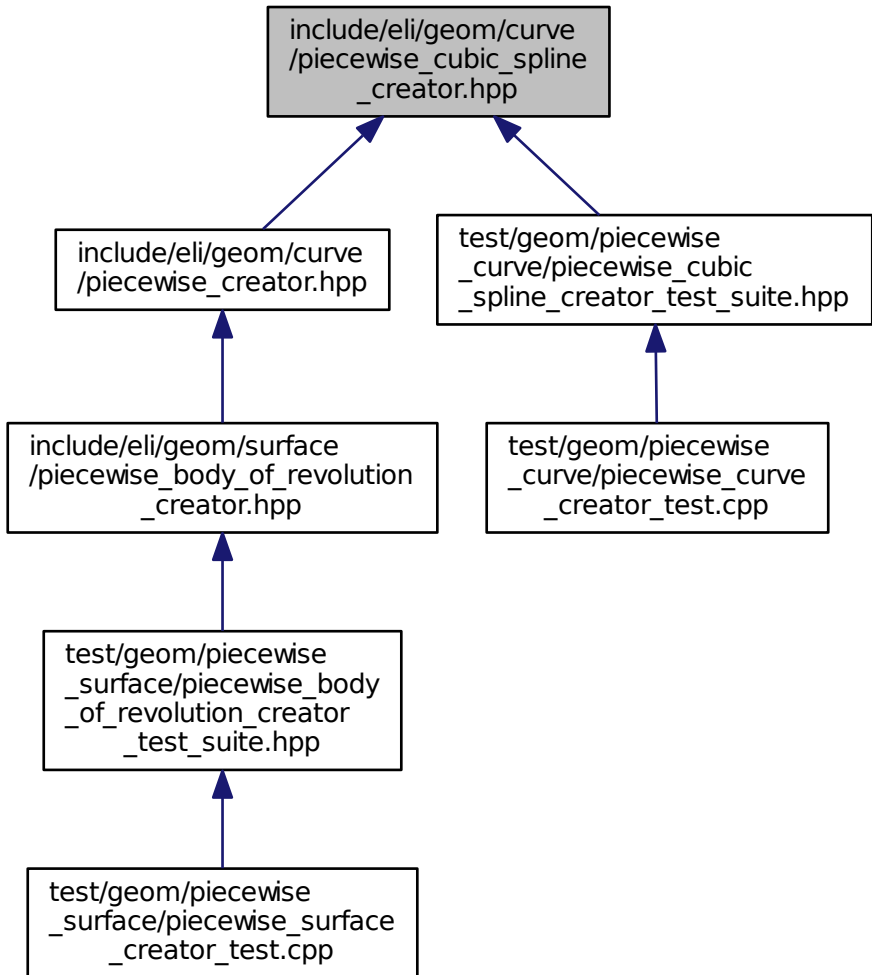 include/eli/geom/curve
/piecewise_cubic_spline
_creator.hpp
include/eli/geom/curve
/piecewise_creator.hpp
test/geom/piecewise
_curve/piecewise_cubic
_spline_creator_test_suite.hpp
include/eli/geom/surface
/piecewise_body_of_revolution
_creator.hpp
test/geom/piecewise
_curve/piecewise_curve
_creator_test.cpp
test/geom/piecewise
_surface/piecewise_body
_of_revolution_creator
_test_suite.hpp
test/geom/piecewise
_surface/piecewise_surface
_creator_test.cpp